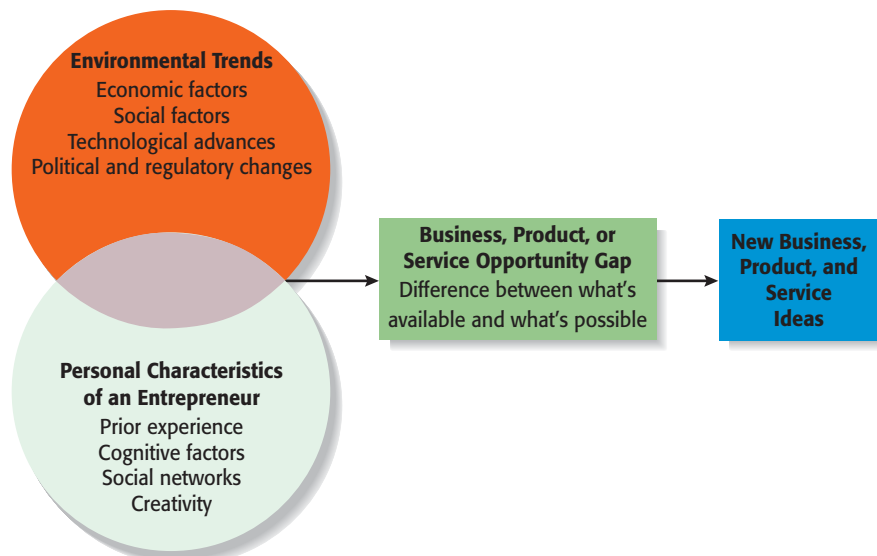 Environmental Trends
Economic factors
Social factors
Technological advances
Political and regulatory changes
Personal Characteristics
of an Entrepreneur
Prior experience
Cognitive factors
Social networks
Creativity
Business, Product, or
Service Opportunity Gap
Difference between what's
available and what's possible
New Business,
Product, and
Service
Ideas